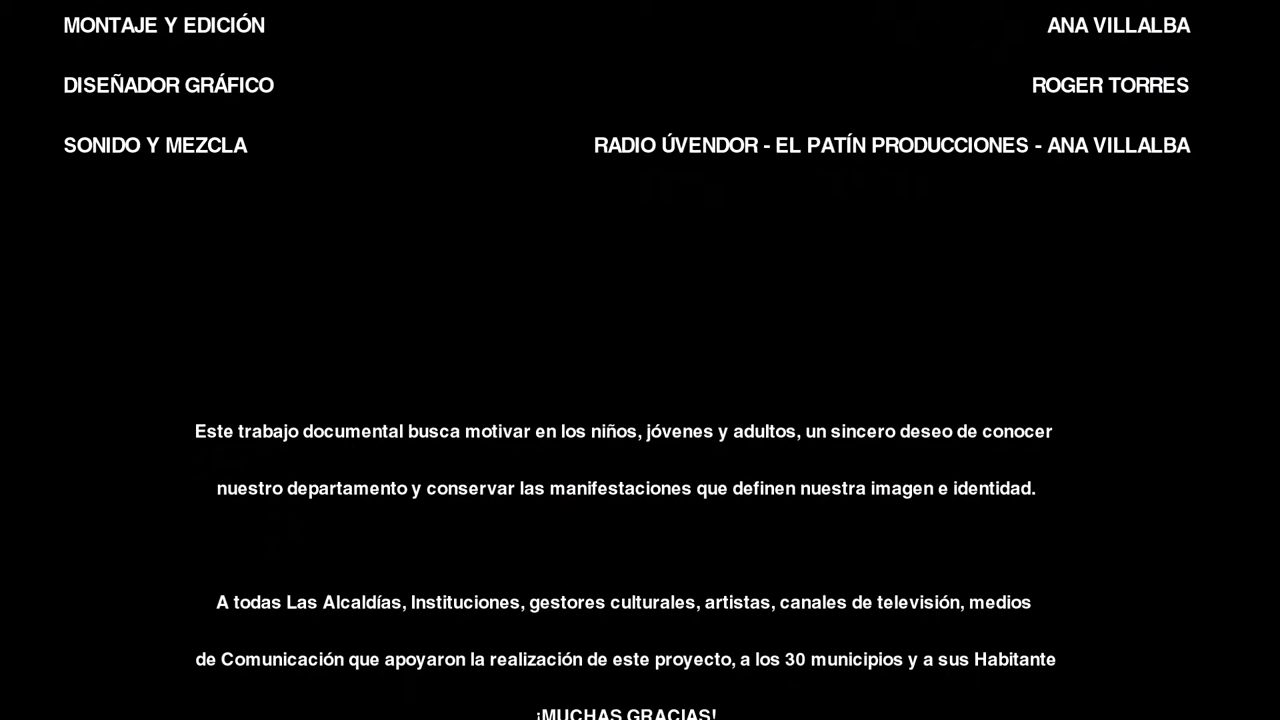 MONTAJE Y EDICIÓN ANA VILLALBA
DISEÑADOR GRÁFICO ROGER TORRES
SONIDO Y MEZCLA RADIO ÚVENDOR - EL PATÍN PRODUCCIONES - ANA VILLALBA
Este trabajo documental busca motivar en los niños, jóvenes y adultos, un sincero deseo de conocer
nuestro departamento y conservar las manifestaciones que definen nuestra imagen e identidad.
A todas Las Alcaldías, Instituciones, gestores culturales, artistas, canales de televisión, medios
de Comunicación que apoyaron la realización de este proyecto, a los 30 municipios y a sus Habitante
¡MUCHAS GRACIAS!